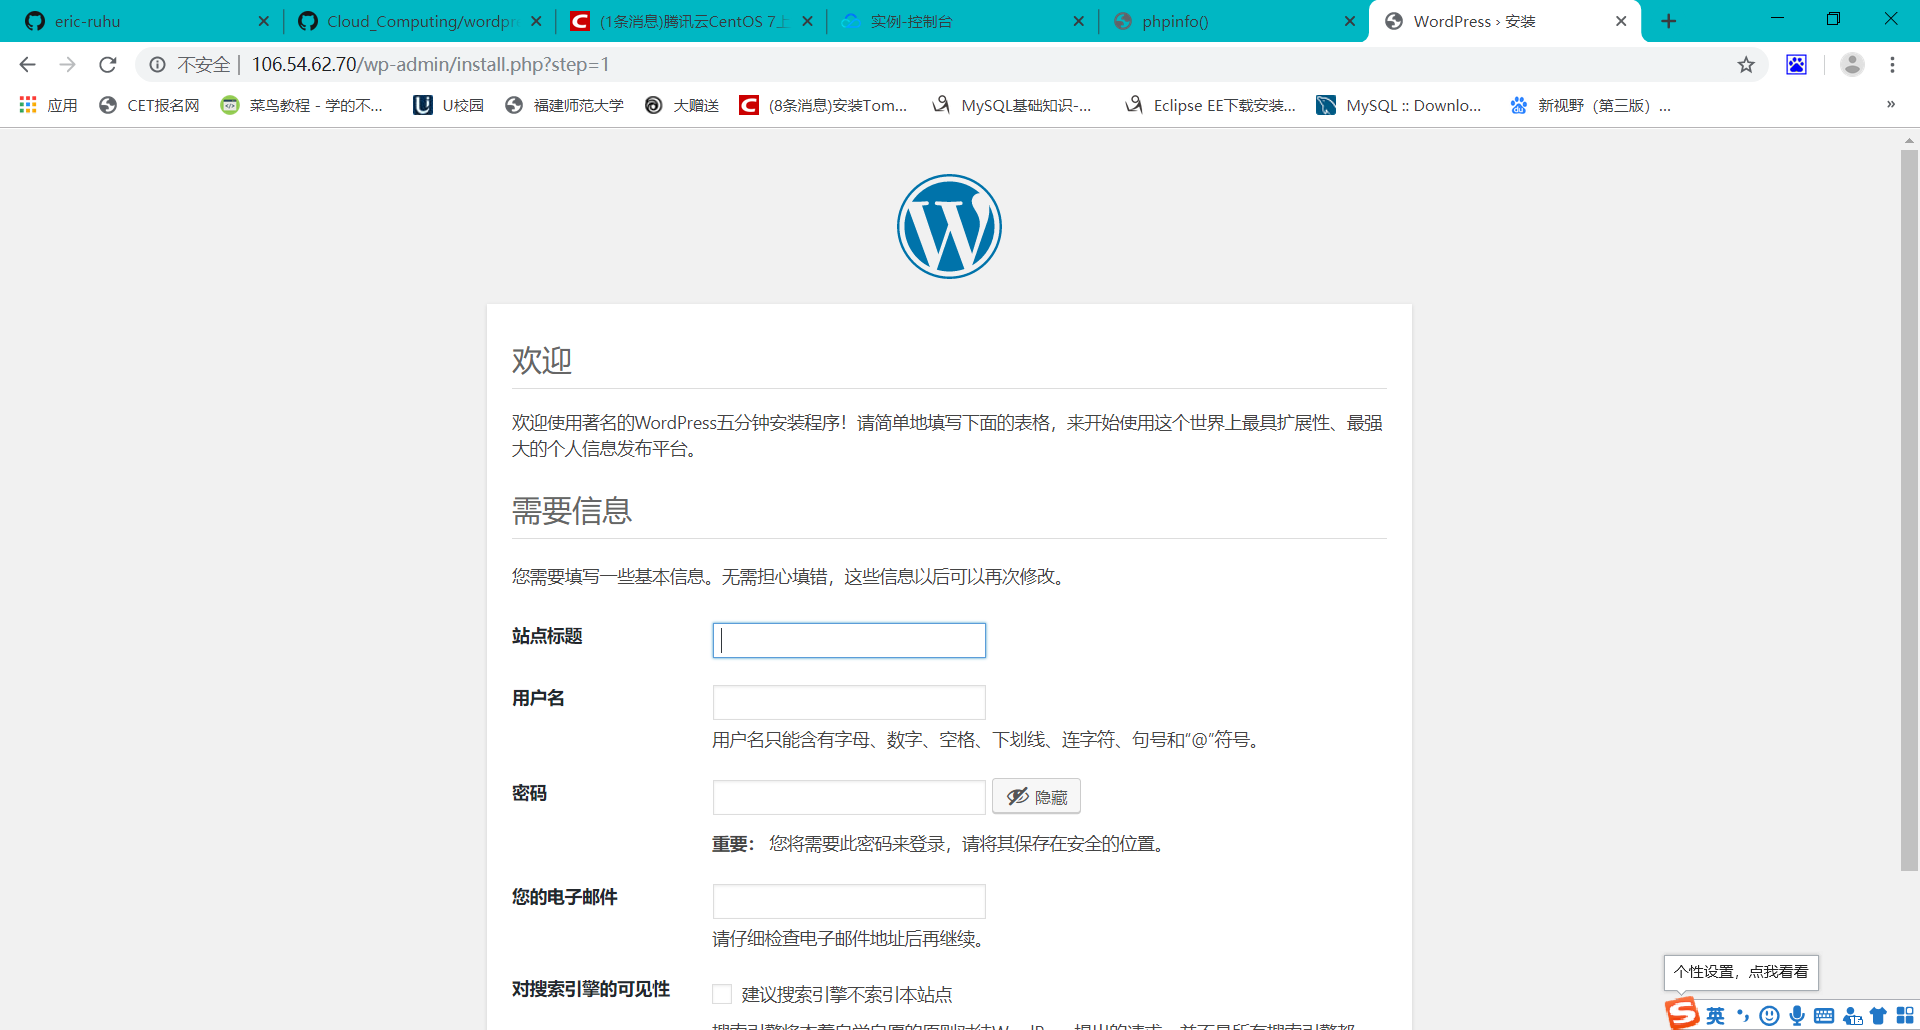 eric-ruhu
Cloud_Computing/wordpr
(1条消息)腾讯云CentOS 7上
实例-控制台
phpinfo()
WordPress › 安装
不安全 | 106.54.62.70/wp-admin/install.php?step=1
应用
CET报名网
菜鸟教程 - 学的不...
U校园
福建师范大学
大赠送
(8条消息)安装Tom...
MySQL基础知识-...
Eclipse EE下载安装...
MySQL :: Downlo...
新视野（第三版）...
»
欢迎
欢迎使用著名的WordPress五分钟安装程序！请简单地填写下面的表格，来开始使用这个世界上最具扩展性、最强
大的个人信息发布平台。
需要信息
您需要填写一些基本信息。无需担心填错，这些信息以后可以再次修改。
站点标题
用户名
用户名只能含有字母、数字、空格、下划线、连字符、句号和“@”符号。
密码
隐藏
重要： 您将需要此密码来登录，请将其保存在安全的位置。
您的电子邮件
请仔细检查电子邮件地址后再继续。
对搜索引擎的可见性
建议搜索引擎不索引本站点
个性设置，点我看看
英